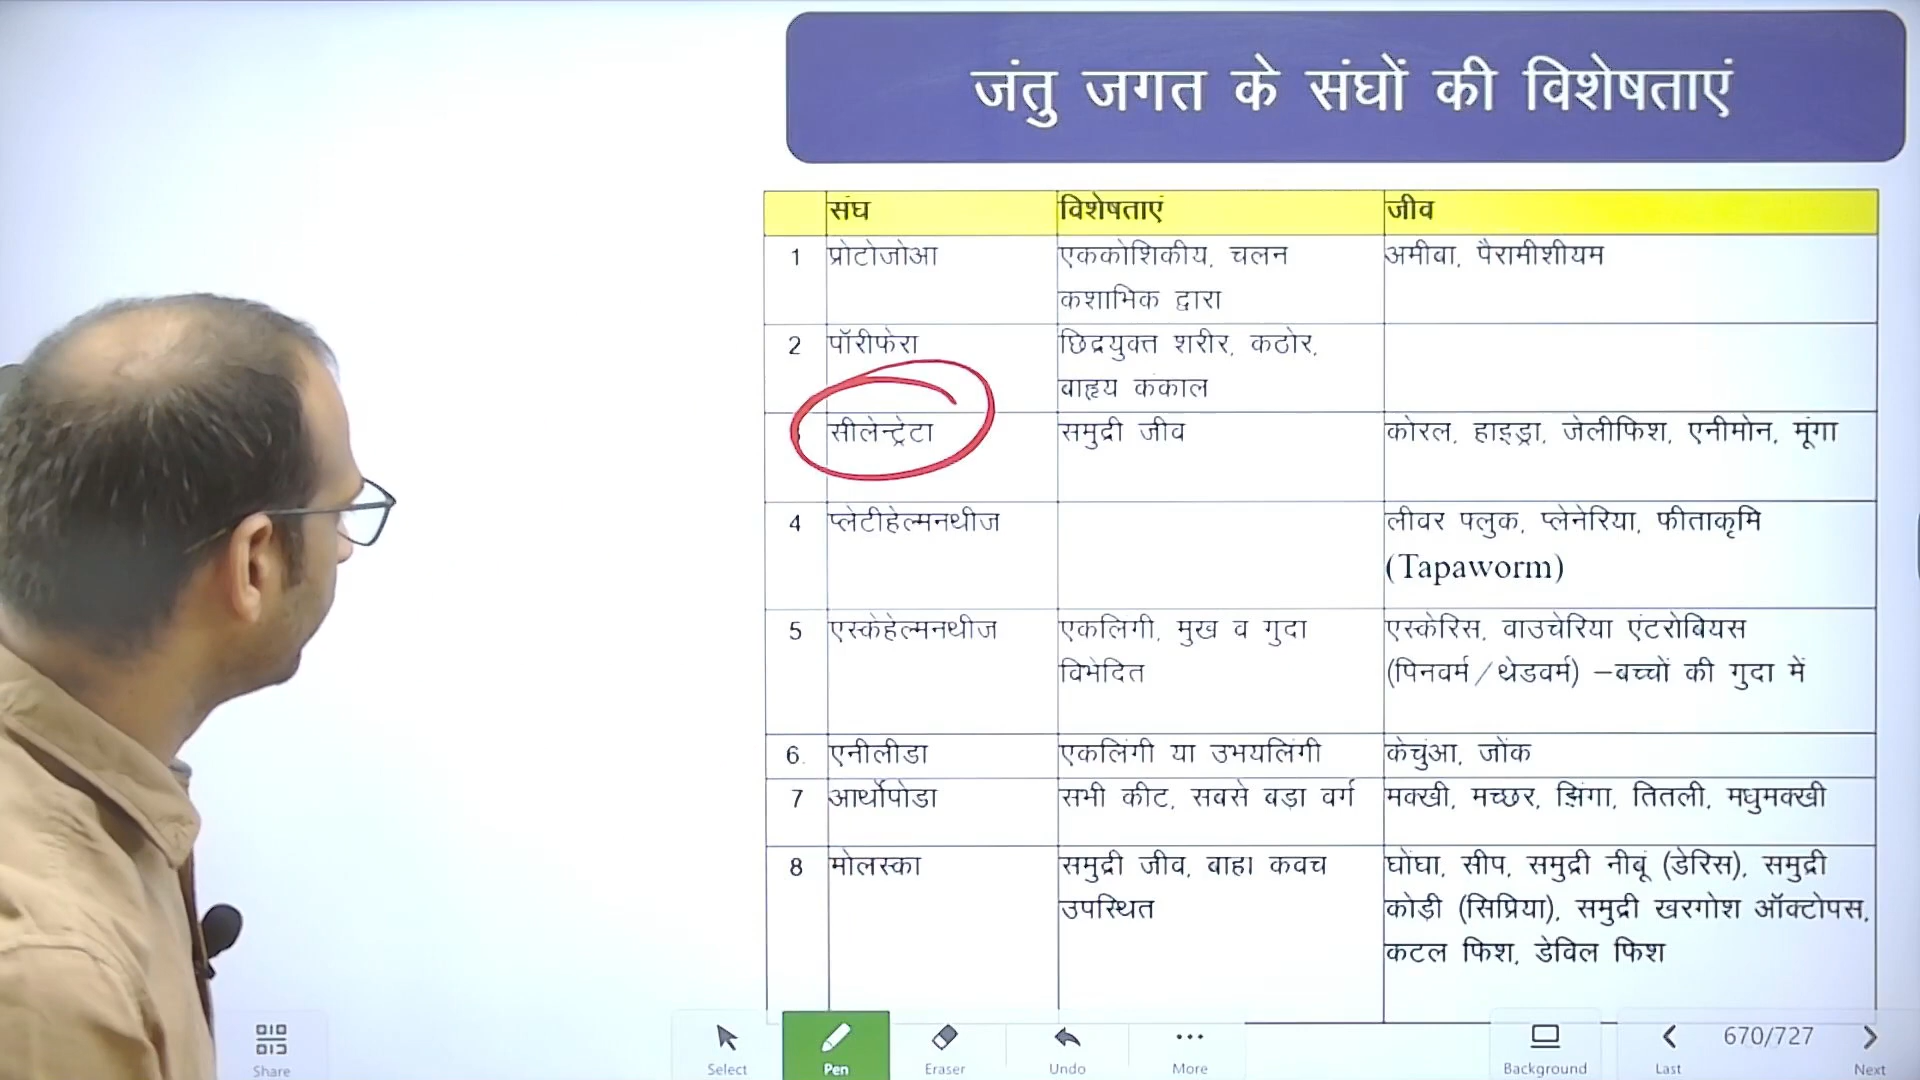 जंतु जगत के संघों की विशेषताएं
संघ विशेषताएं जीव
1 प्रोटोजोआ एककोशिकीय, चलन कशाभिक द्वारा अमीवा, पैरामीशीयम
2 पॉरीफेरा छिद्रयुक्त शरीर, कठोर, वाह्रय कंकाल
सीलेन्ट्रेटा समुद्री जीव कोरल, हाइड्रा, जेलीफिश, एनीमोन, मूंगा
4 प्लेटीहेल्मनथीज लीवर फ्लुक, प्लेनेरिया, फीताकृमि (Tapaworm)
5 एस्केहेल्मनथीज एकलिंगी, मुख व गुदा विभेदित एस्केरिस, वाउचेरिया एंटरोबियस (पिनवर्म/थ्रेडवर्म) –बच्चों की गुदा में
6. एनीलीडा एकलिंगी या उभयलिंगी केचुंआ, जोंक
7 आर्थोपोडा सभी कीट, सबसे बड़ा वर्ग मक्खी, मच्छर, झिंगा, तितली, मधुमक्खी
8 मोलस्का समुद्री जीव, बाहा कवच उपस्थित घोंघा, सीप, समुद्री नीबूं (डेरिस), समुद्री कोड़ी (सिप्रिया), समुद्री खरगोश ऑक्टोपस, कटल फिश, डेविल फिश
Share Select Pen Eraser Undo More Background Last 670/727 Next